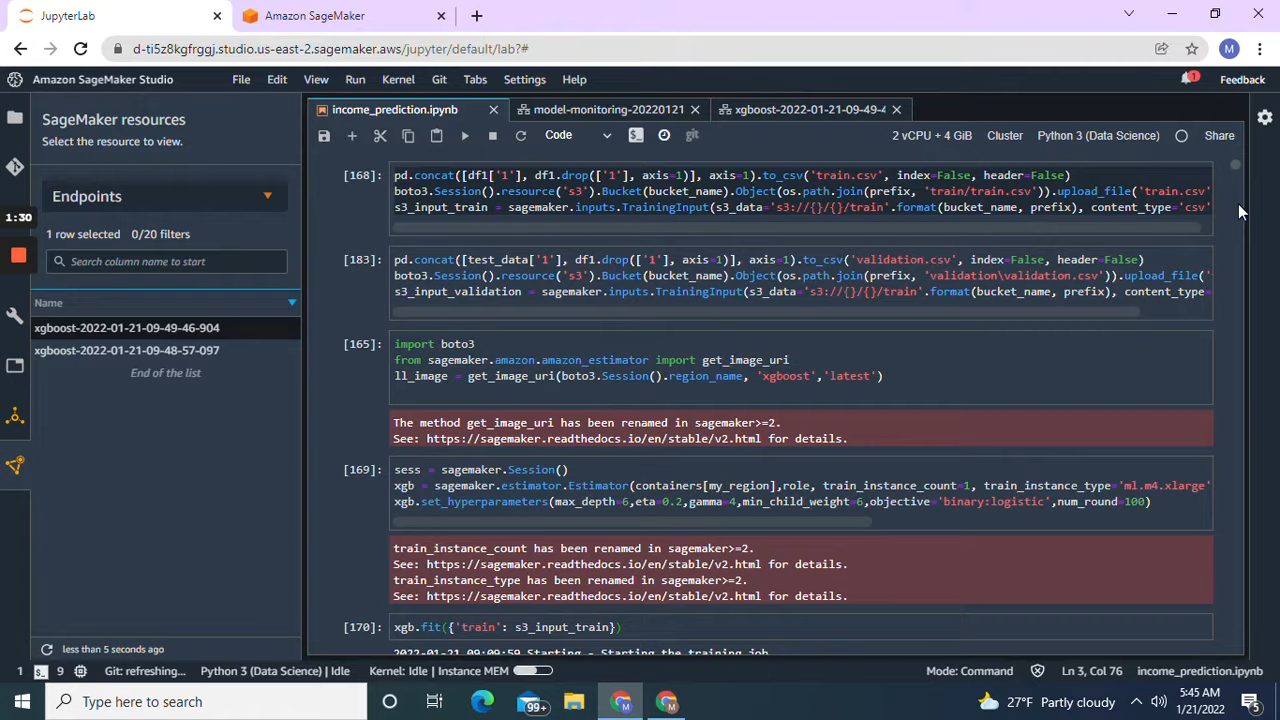 JupyterLab
Amazon SageMaker
d-ti5z8kgfrggj.studio.us-east-2.sagemaker.aws/jupyter/default/lab?#
M
Amazon SageMaker Studio File Edit View Run Kernel Git Tabs Settings Help 1 Feedback
SageMaker resources
Select the resource to view.
Endpoints
1 row selected 0/20 filters
Search column name to start
Name
xgboost-2022-01-21-09-49-46-904
xgboost-2022-01-21-09-48-57-097
End of the list
less than 5 seconds ago
1:30
income_prediction.ipynb model-monitoring-20220121 xgboost-2022-01-21-09-49-4
Code git 2 vCPU + 4 GiB Cluster Python 3 (Data Science) Share
[168]: pd.concat([df1['1'], df1.drop(['1'], axis=1)], axis=1).to_csv('train.csv', index=False, header=False)
boto3.Session().resource('s3').Bucket(bucket_name).Object(os.path.join(prefix, 'train/train.csv')).upload_file('train.csv'
s3_input_train = sagemaker.inputs.TrainingInput(s3_data='s3://{}/{}/train'.format(bucket_name, prefix), content_type='csv'
[183]: pd.concat([test_data['1'], df1.drop(['1'], axis=1)], axis=1).to_csv('validation.csv', index=False, header=False)
boto3.Session().resource('s3').Bucket(bucket_name).Object(os.path.join(prefix, 'validation\validation.csv')).upload_file('
s3_input_validation = sagemaker.inputs.TrainingInput(s3_data='s3://{}/{}/train'.format(bucket_name, prefix), content_type=
[165]: import boto3
from sagemaker.amazon.amazon_estimator import get_image_uri
ll_image = get_image_uri(boto3.Session().region_name, 'xgboost','latest')
The method get_image_uri has been renamed in sagemaker>=2.
See: https://sagemaker.readthedocs.io/en/stable/v2.html for details.
[169]: sess = sagemaker.Session()
xgb = sagemaker.estimator.Estimator(containers[my_region],role, train_instance_count=1, train_instance_type='ml.m4.xlarge'
xgb.set_hyperparameters(max_depth=6,eta=0.2,gamma=4,min_child_weight=6,objective='binary:logistic',num_round=100)
train_instance_count has been renamed in sagemaker>=2.
See: https://sagemaker.readthedocs.io/en/stable/v2.html for details.
train_instance_type has been renamed in sagemaker>=2.
See: https://sagemaker.readthedocs.io/en/stable/v2.html for details.
[170]: xgb.fit({'train': s3_input_train})
2022-01-21 09:09:59 Starting - Starting the training job
1 9 Git: refreshing... Python 3 (Data Science) | Idle Kernel: Idle | Instance MEM Mode: Command Ln 3, Col 76 income_prediction.ipynb
Type here to search 99+ M M 27°F Partly cloudy 5:45 AM
1/21/2022 5